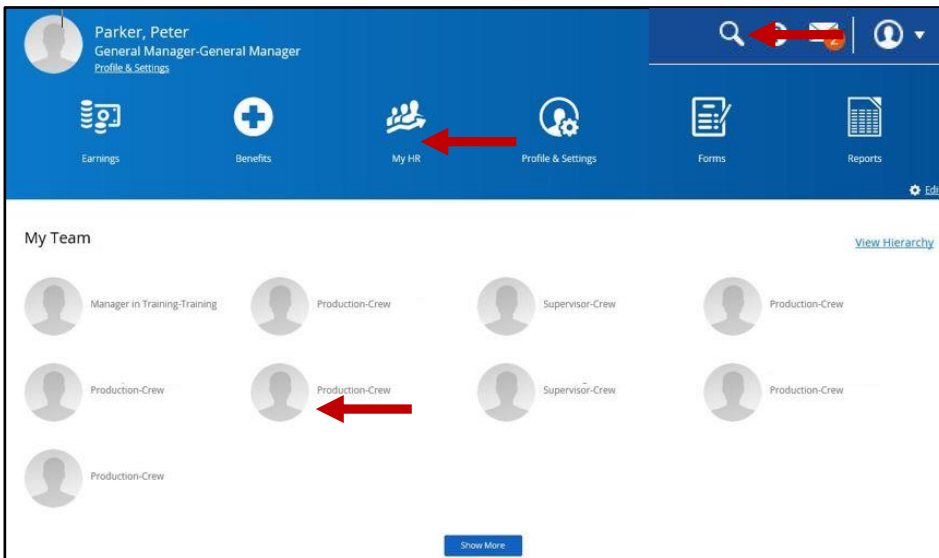 Parker, Peter
General Manager-General Manager
Profile & Settings
2
Earnings
Benefits
My HR
Profile & Settings
Forms
Reports
My Team
View Hierarchy
Manager in Training-Training
Production-Crew
Supervisor-Crew
Production-Crew
Production-Crew
Production-Crew
Supervisor-Crew
Production-Crew
Production-Crew
Show More